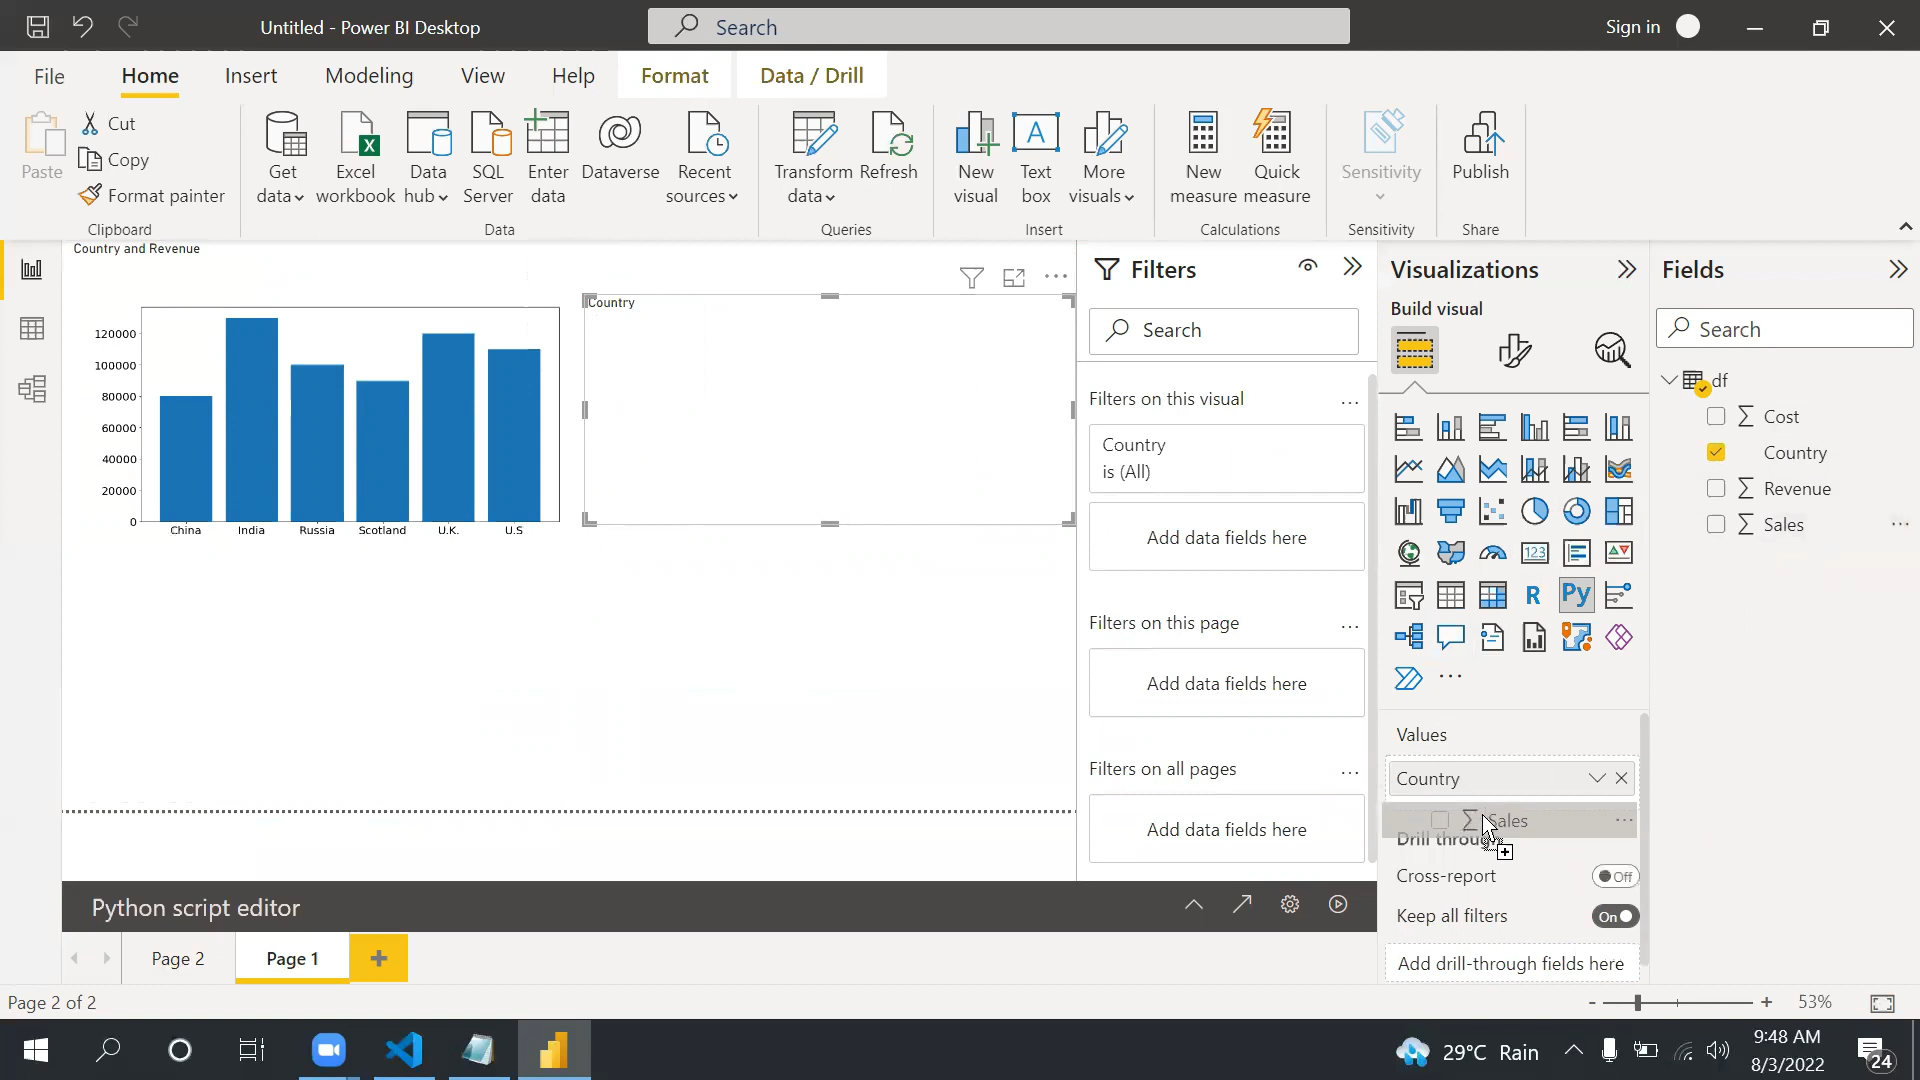 Untitled - Power BI Desktop
Search
Sign in
File
Home
Insert
Modeling
View
Help
Format
Data / Drill
Paste
Cut
Copy
Format painter
Clipboard
Get
data
Excel
workbook
Data
hub
SQL
Server
Enter
data
Dataverse
Recent
sources
Data
Transform
data
Refresh
Queries
New
visual
Text
box
More
visuals
Insert
New
measure
Quick
measure
Calculations
Sensitivity
Sensitivity
Publish
Share
Country and Revenue
120000
100000
80000
60000
40000
20000
0
China
India
Russia
Scotland
U.K.
U.S
Country
Filters
Search
Filters on this visual
Country
is (All)
Add data fields here
Filters on this page
Add data fields here
Filters on all pages
Add data fields here
Visualizations
Build visual
123
R
Py
Values
Country
Sales
Drill through
Cross-report
Off
Keep all filters
On
Add drill-through fields here
Fields
Search
df
Cost
Country
Revenue
Sales
Python script editor
Page 2
Page 1
Page 2 of 2
53%
29°C Rain
9:48 AM
8/3/2022
24